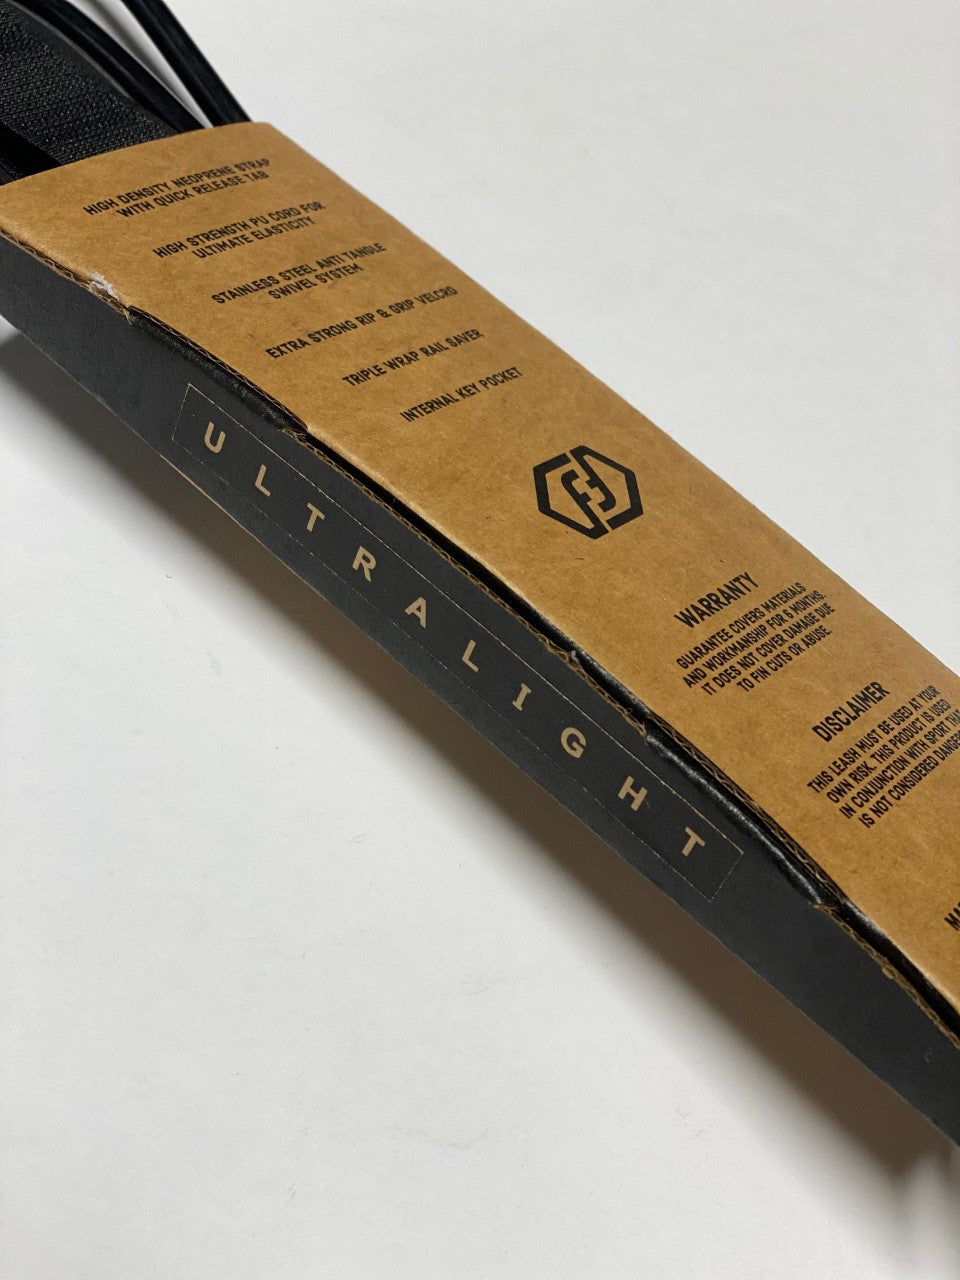 HIGH DENSITY NEOPRENE STRAP
WITH QUICK RELEASE TAB
HIGH STRENGTH PU CORD FOR
ULTIMATE ELASTICITY
STAINLESS STEEL ANTI TANGLE
SWIVEL SYSTEM
EXTRA STRONG RIP & GRIP VELCRO
TRIPLE WRAP RAIL SAVER
INTERNAL KEY POCKET
WARRANTY
GUARANTEE COVERS MATERIALS
AND WORKMANSHIP FOR 6 MONTHS.
IT DOES NOT COVER DAMAGE DUE
TO FIN CUTS OR ABUSE.
DISCLAIMER
THIS LEASH MUST BE USED AT YOUR
OWN RISK. THIS PRODUCT IS USED
IN CONJUNCTION WITH SPORT
IS NOT CONSIDERED
ULTRALIGHT